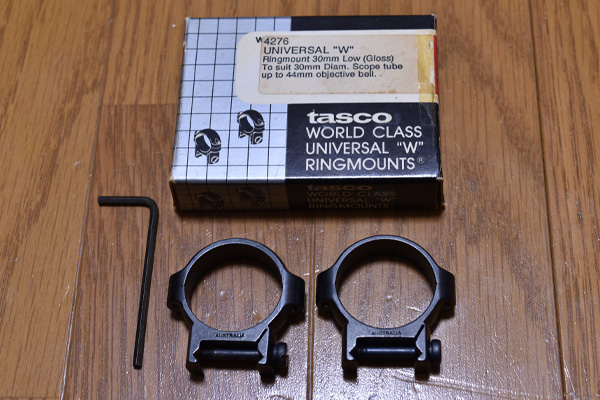 W4276
UNIVERSAL "W"
Ringmount 30mm Low (Gloss)
To suit 30mm Diam. Scope tube
up to 44mm objective bell.
tasco
WORLD CLASS
UNIVERSAL "W"
RINGMOUNTS®
tasco
WORLD CLASS
UNIVERSAL "W"
RINGMOUNTS
AUSTRALIA
AUSTRALIA